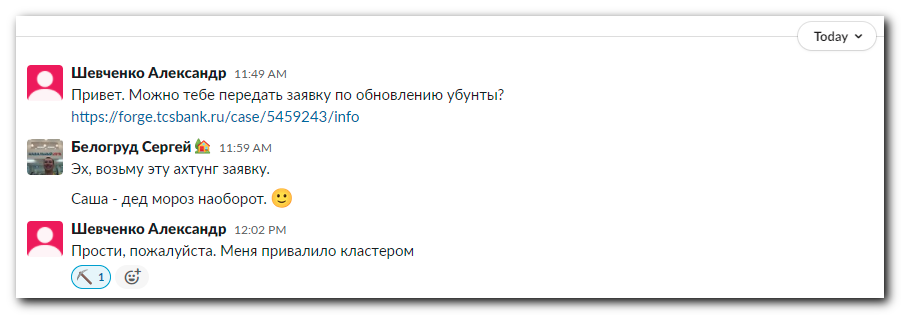 Today
Шевченко Александр 11:49 AM
Привет. Можно тебе передать заявку по обновлению убунты?
https://forge.tcsbank.ru/case/5459243/info
Белогруд Сергей 11:59 AM
Эх, возьму эту ахтунг заявку.
Саша - дед мороз наоборот.
Шевченко Александр 12:02 PM
Прости, пожалуйста. Меня привалило кластером
1